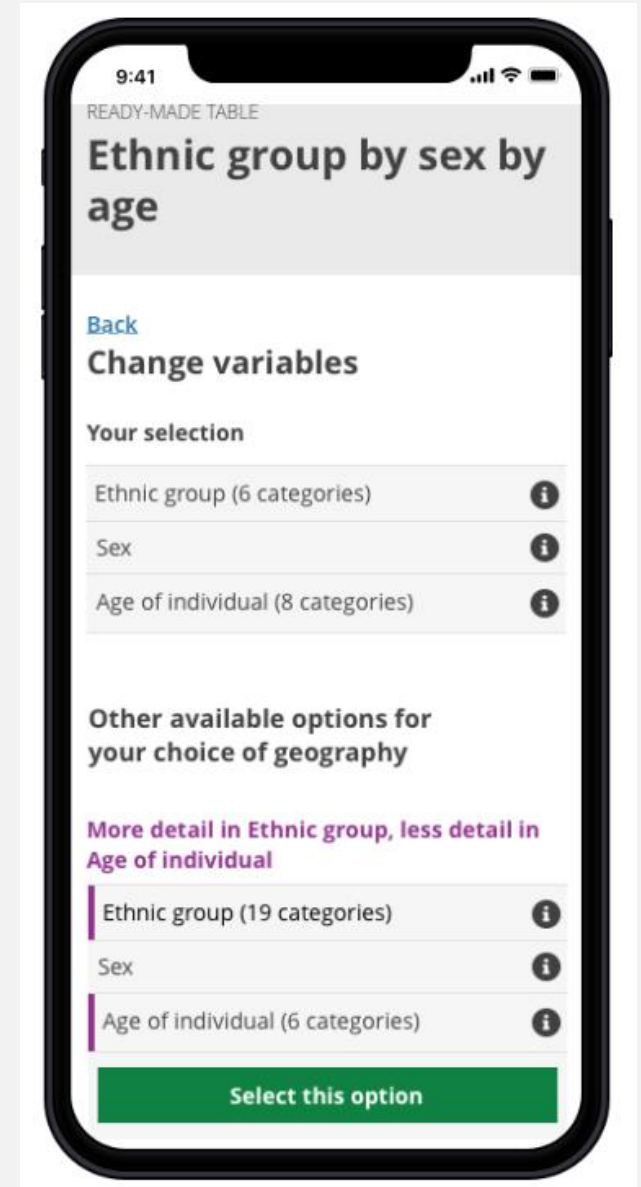 9:41
READY-MADE TABLE
Ethnic group by sex by
age
Back
Change variables
Your selection
Ethnic group (6 categories)
Sex
Age of individual (8 categories)
Other available options for
your choice of geography
More detail in Ethnic group, less detail in
Age of individual
Ethnic group (19 categories)
Sex
Age of individual (6 categories)
Select this option